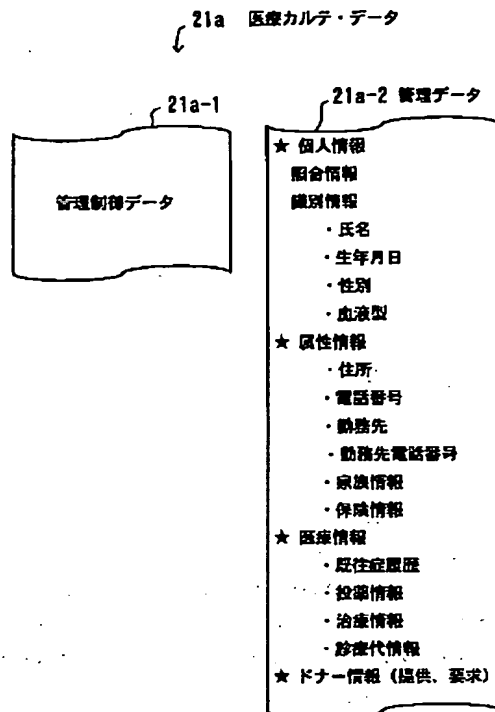 21a 医療カルテ・データ
21a-1
管理制御データ
21a-2 管理データ
★ 個人情報
照合情報
識別情報
・氏名
・生年月日
・性別
・血液型
★ 属性情報
・住所
・電話番号
・勤務先
・勤務先電話番号
・家族情報
・保険情報
★ 医療情報
・既往症履歴
・投薬情報
・治療情報
・診療代情報
★ ドナー情報（提供、要求）